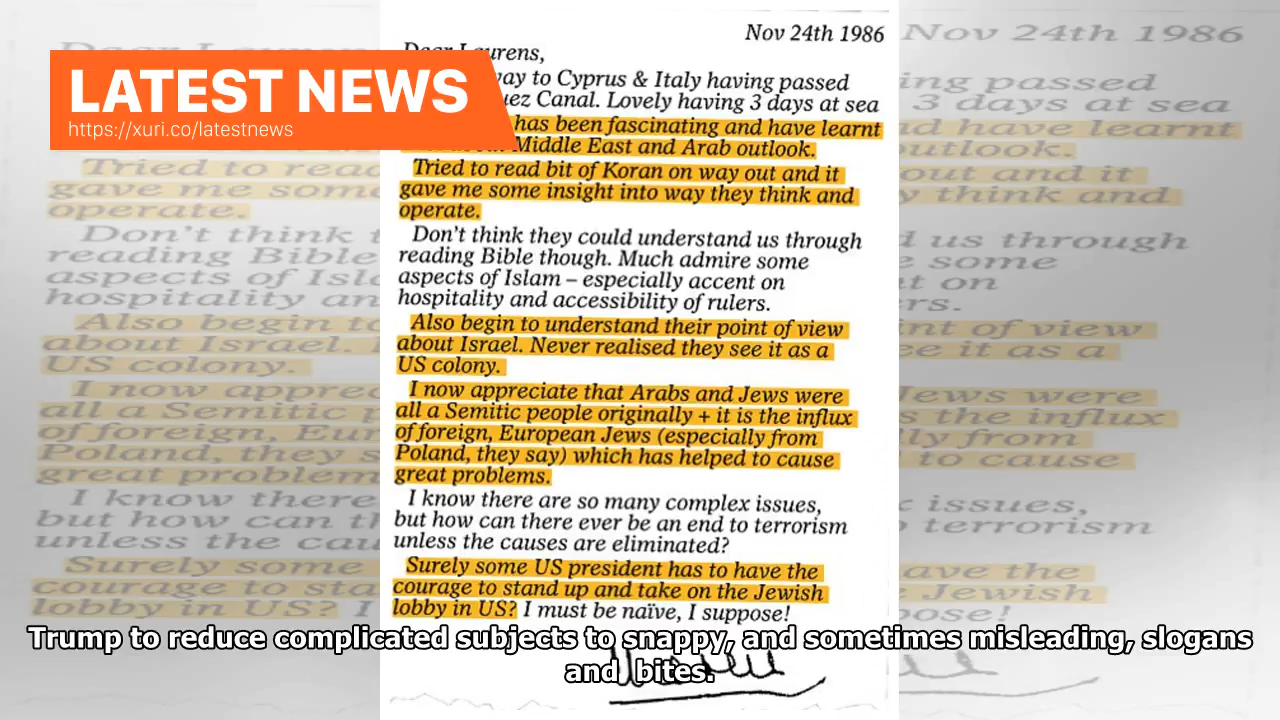 LATEST NEWS
https://xuri.co/latestnews
Nov 24th 1986
Dear Laurens,
way to Cyprus & Italy having passed
Suez Canal. Lovely having 3 days at sea
has been fascinating and have learnt
about Middle East and Arab outlook.
Tried to read bit of Koran on way out and it
gave me some insight into way they think and
operate.
Don't think they could understand us through
reading Bible though. Much admire some
aspects of Islam – especially accent on
hospitality and accessibility of rulers.
Also begin to understand their point of view
about Israel. Never realised they see it as a
US colony.
I now appreciate that Arabs and Jews were
all a Semitic people originally + it is the influx
of foreign, European Jews (especially from
Poland, they say) which has helped to cause
great problems.
I know there are so many complex issues,
but how can there ever be an end to terrorism
unless the causes are eliminated?
Surely some US president has to have the
courage to stand up and take on the Jewish
lobby in US? I must be naïve, I suppose!
Trump to reduce complicated subjects to snappy, and sometimes misleading, slogans
and bites.